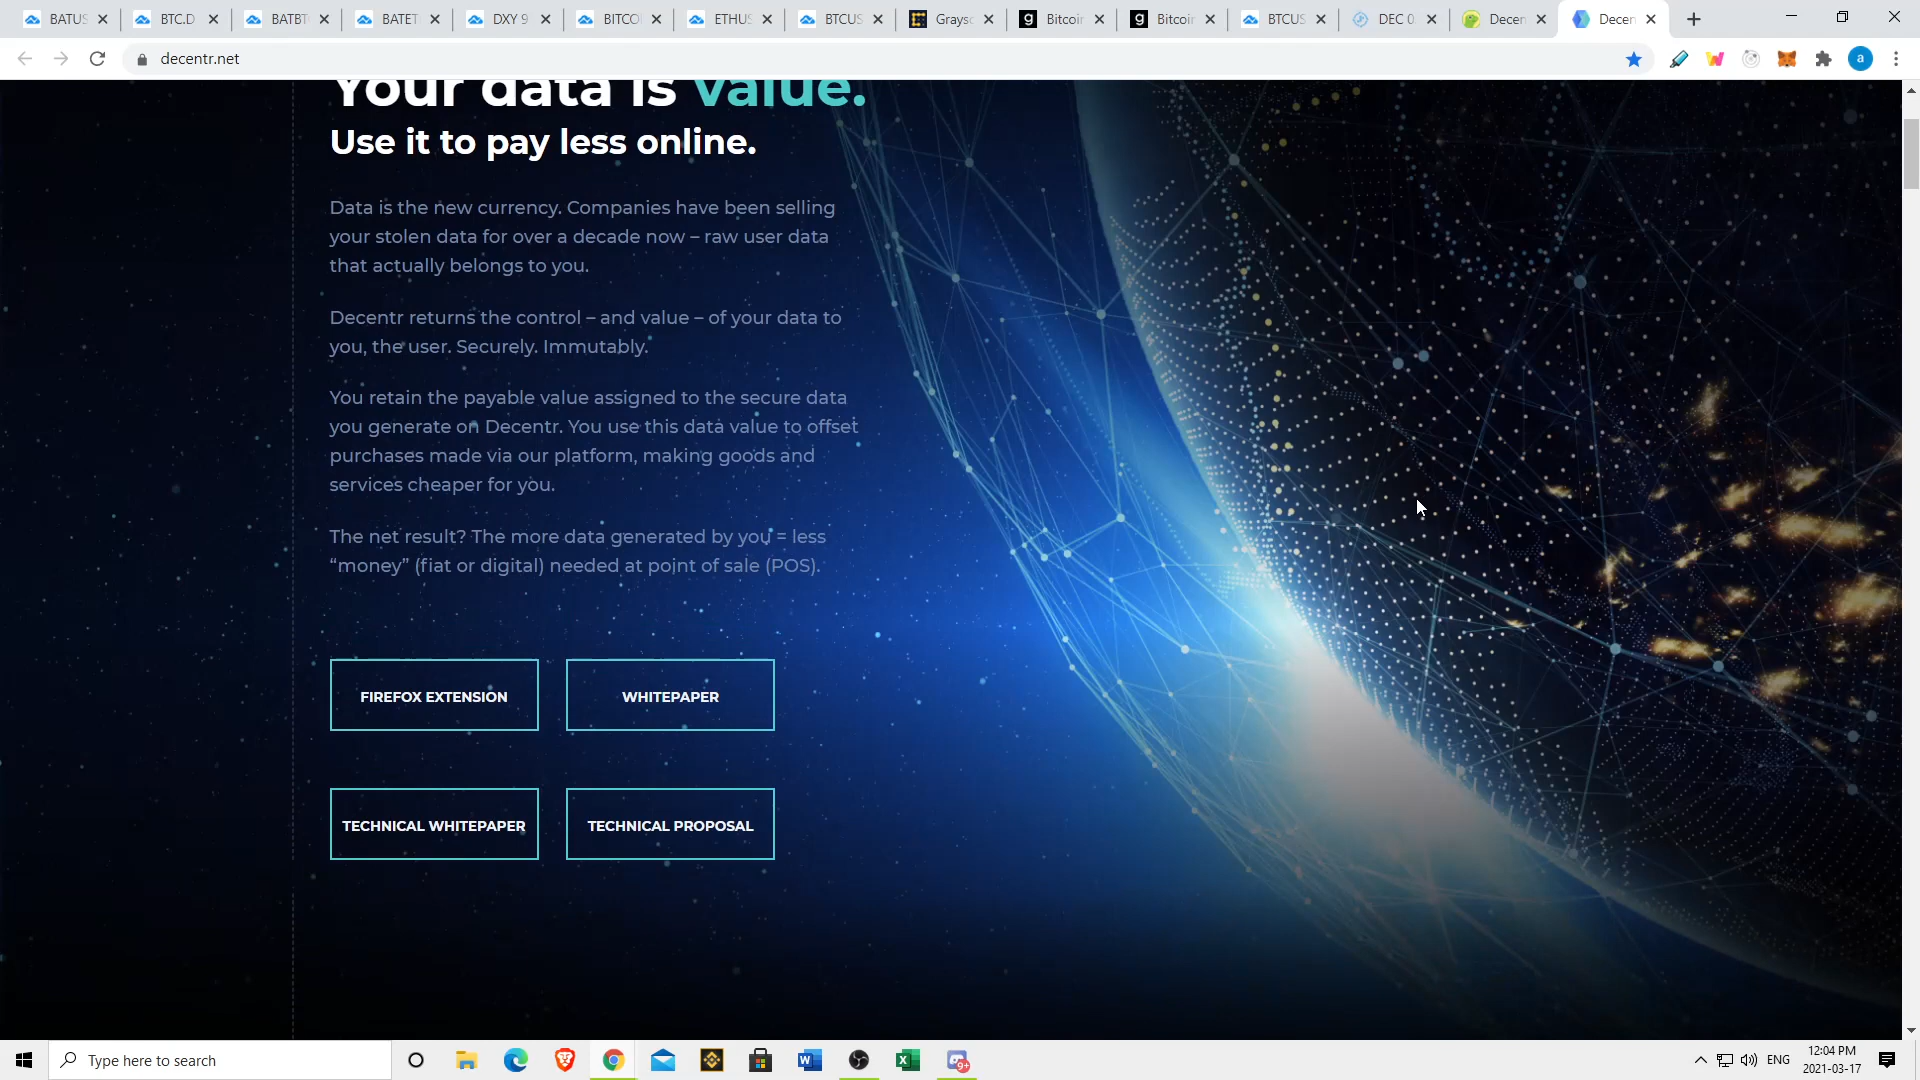 BATUS
BTC.D
BATBT
BATET
DXY 9
BITCO
ETHUS
BTCUS
Graysc
Bitcoin
Bitcoin
BTCUS
DEC 0
Decen
Decen
decentr.net
a
Your data is value.
Use it to pay less online.
Data is the new currency. Companies have been selling
your stolen data for over a decade now – raw user data
that actually belongs to you.
Decentr returns the control – and value – of your data to
you, the user. Securely. Immutably.
You retain the payable value assigned to the secure data
you generate on Decentr. You use this data value to offset
purchases made via our platform, making goods and
services cheaper for you.
The net result? The more data generated by you = less
“money” (fiat or digital) needed at point of sale (POS).
FIREFOX EXTENSION
WHITEPAPER
TECHNICAL WHITEPAPER
TECHNICAL PROPOSAL
Type here to search
9+
ENG
12:04 PM
2021-03-17